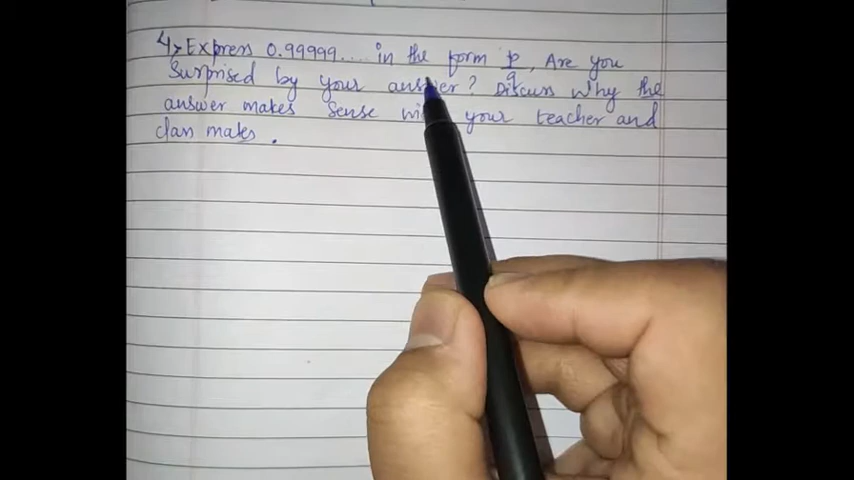 4> Express 0.99999..... in the form p/q, Are you
Surprised by your answer? Discuss why the
answer makes Sense with your teacher and
class mates.